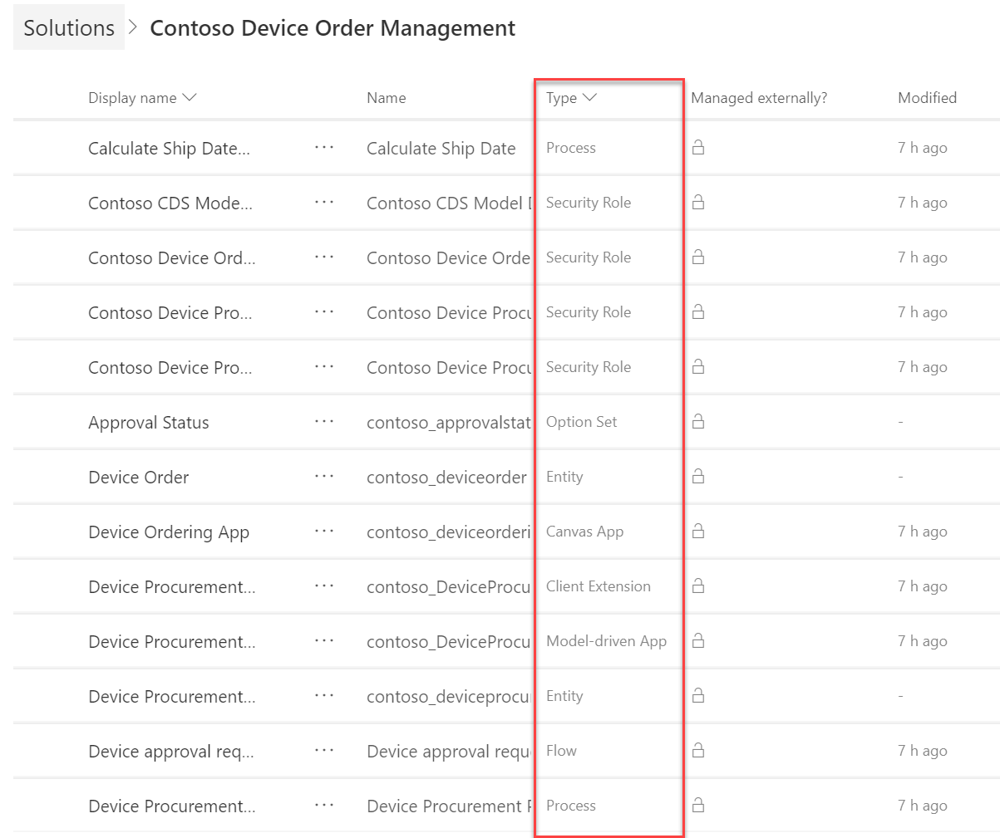 Solutions > Contoso Device Order Management
Display name Name Type Managed externally? Modified
Calculate Ship Date... ... Calculate Ship Date Process 7 h ago
Contoso CDS Mode... ... Contoso CDS Model Security Role 7 h ago
Contoso Device Ord... ... Contoso Device Orde Security Role 7 h ago
Contoso Device Pro... ... Contoso Device Procu Security Role 7 h ago
Contoso Device Pro... ... Contoso Device Procu Security Role 7 h ago
Approval Status ... contoso_approvalstat Option Set -
Device Order ... contoso_deviceorder Entity -
Device Ordering App ... contoso_deviceorderi Canvas App 7 h ago
Device Procurement... ... contoso_DeviceProcu Client Extension 7 h ago
Device Procurement... ... contoso_DeviceProcu Model-driven App 7 h ago
Device Procurement... ... contoso_deviceprocu Entity -
Device approval req... ... Device approval requ Flow 7 h ago
Device Procurement... ... Device Procurement Process 7 h ago